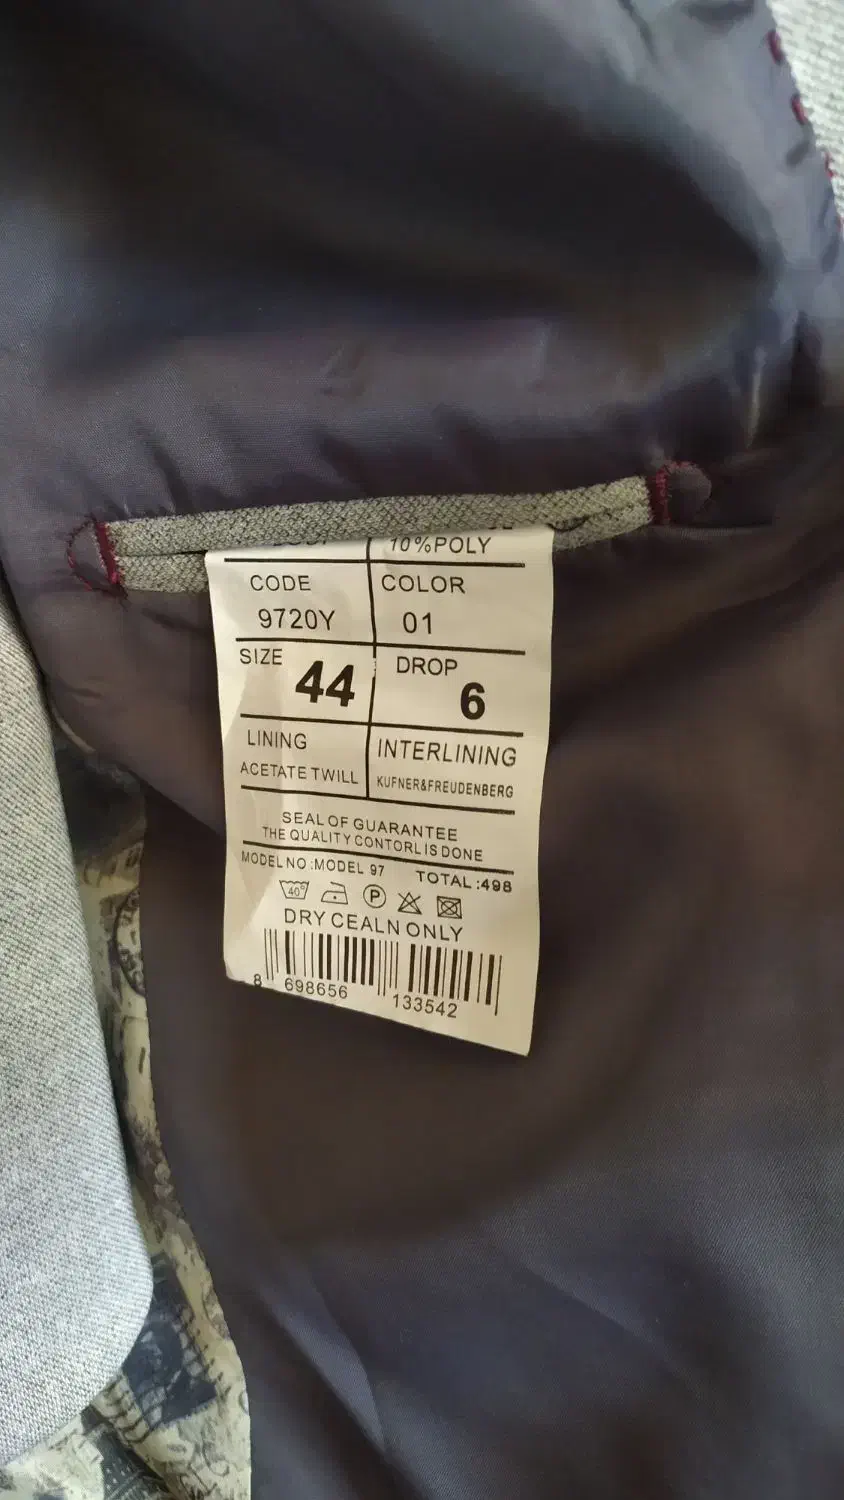 10%POLY
CODE COLOR
9720Y 01
SIZE 44 DROP 6
LINING INTERLINING
ACETATE TWILL KUFNER&FREUDENBERG
SEAL OF GUARANTEE
THE QUALITY CONTORL IS DONE
MODEL NO :MODEL 97 TOTAL :498
40° P
DRY CEALN ONLY
8 698656 133542